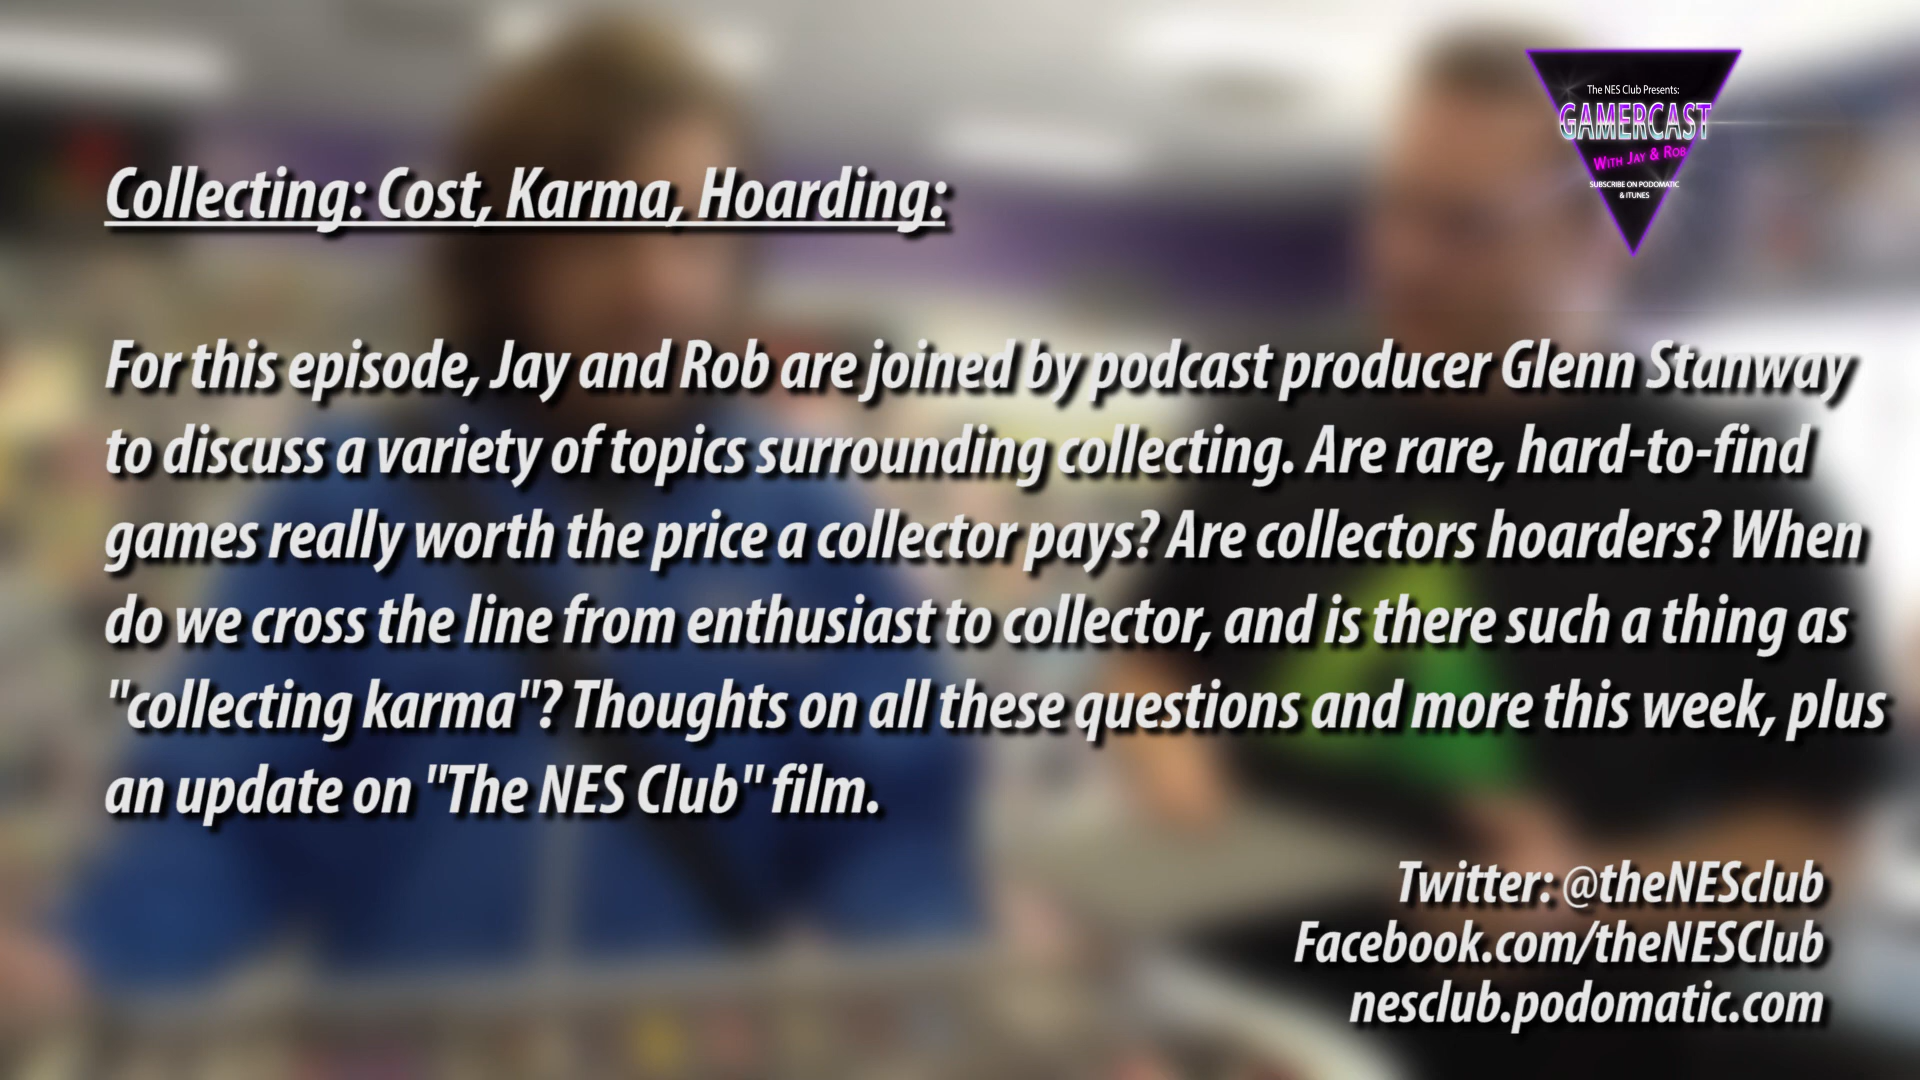 The NES Club Presents:
GAMERCAST
WITH JAY & ROB
SUBSCRIBE ON PODOMATIC
& ITUNES
Collecting: Cost, Karma, Hoarding:
For this episode, Jay and Rob are joined by podcast producer Glenn Stanway
to discuss a variety of topics surrounding collecting. Are rare, hard-to-find
games really worth the price a collector pays? Are collectors hoarders? When
do we cross the line from enthusiast to collector, and is there such a thing as
"collecting karma"? Thoughts on all these questions and more this week, plus
an update on "The NES Club" film.
Twitter: @theNESclub
Facebook.com/theNESClub
nesclub.podomatic.com